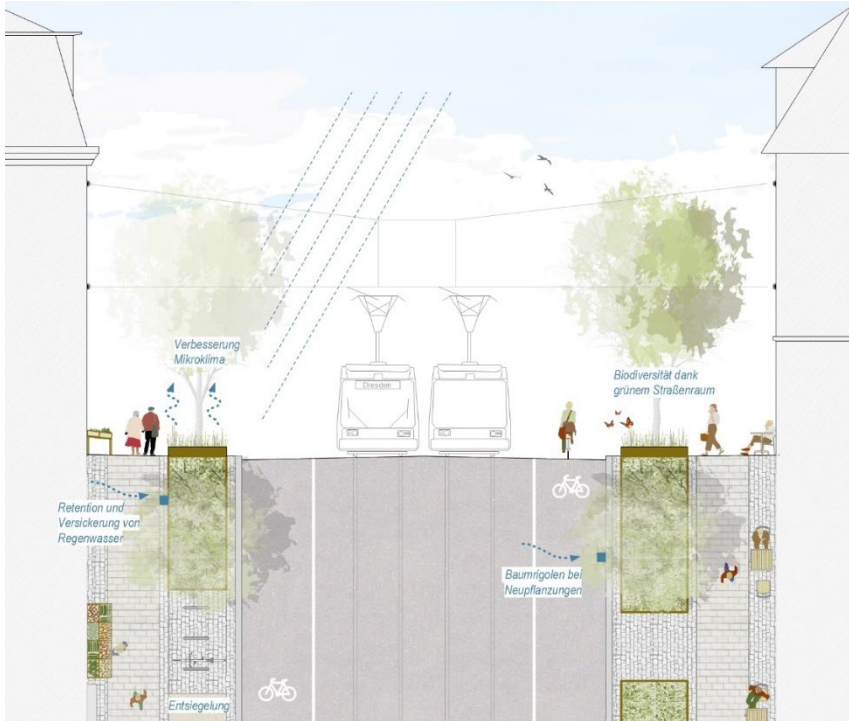 Verbesserung
Mikroklima
Dresden
Biodiversität dank
grünem Straßenraum
Retention und
Versickerung von
Regenwasser
Baumrigolen bei
Neupflanzungen
Entsiegelung